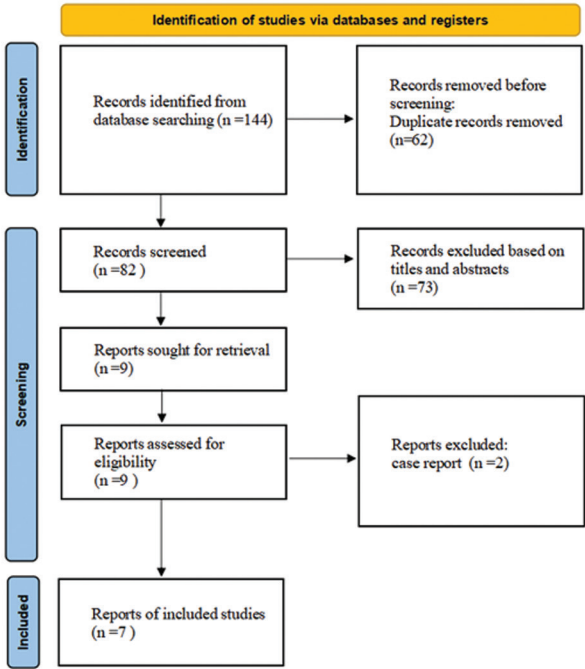 Identification of studies via databases and registers
Identification
Records identified from
database searching (n =144)
Records removed before
screening:
Duplicate records removed
(n=62)
Screening
Records screened
(n =82 )
Records excluded based on
titles and abstracts
(n =73)
Reports sought for retrieval
(n =9)
Reports assessed for
eligibility
(n =9 )
Reports excluded:
case report (n =2)
Included
Reports of included studies
(n =7 )